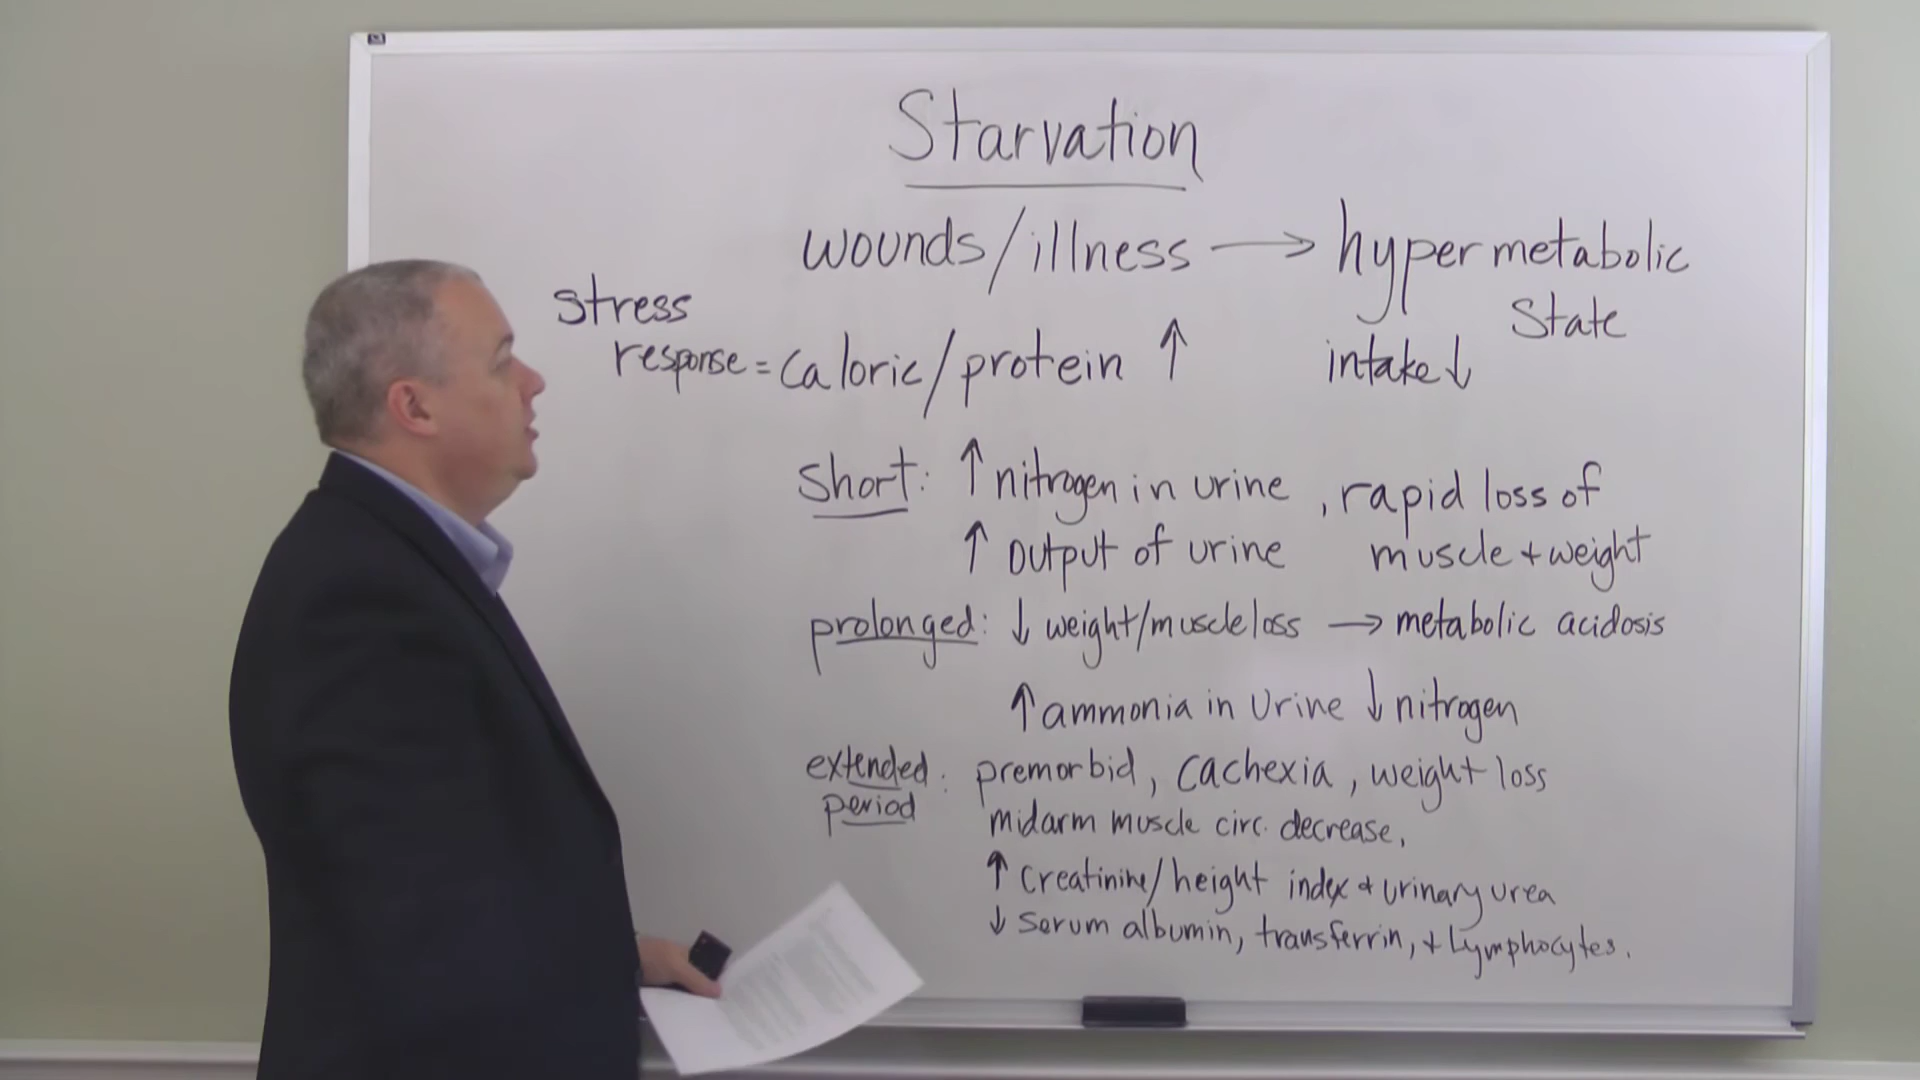 Starvation
wounds/illness → hypermetabolic
state
stress
response = caloric/protein ↑ intake ↓
short: ↑ nitrogen in urine, rapid loss of
↑ output of urine muscle + weight
prolonged: ↓ weight/muscle loss → metabolic acidosis
↑ ammonia in urine ↓ nitrogen
extended period: premorbid, cachexia, weight loss
midarm muscle circ. decrease,
↑ creatinine/height index + urinary urea
↓ serum albumin, transferrin, + lymphocytes.